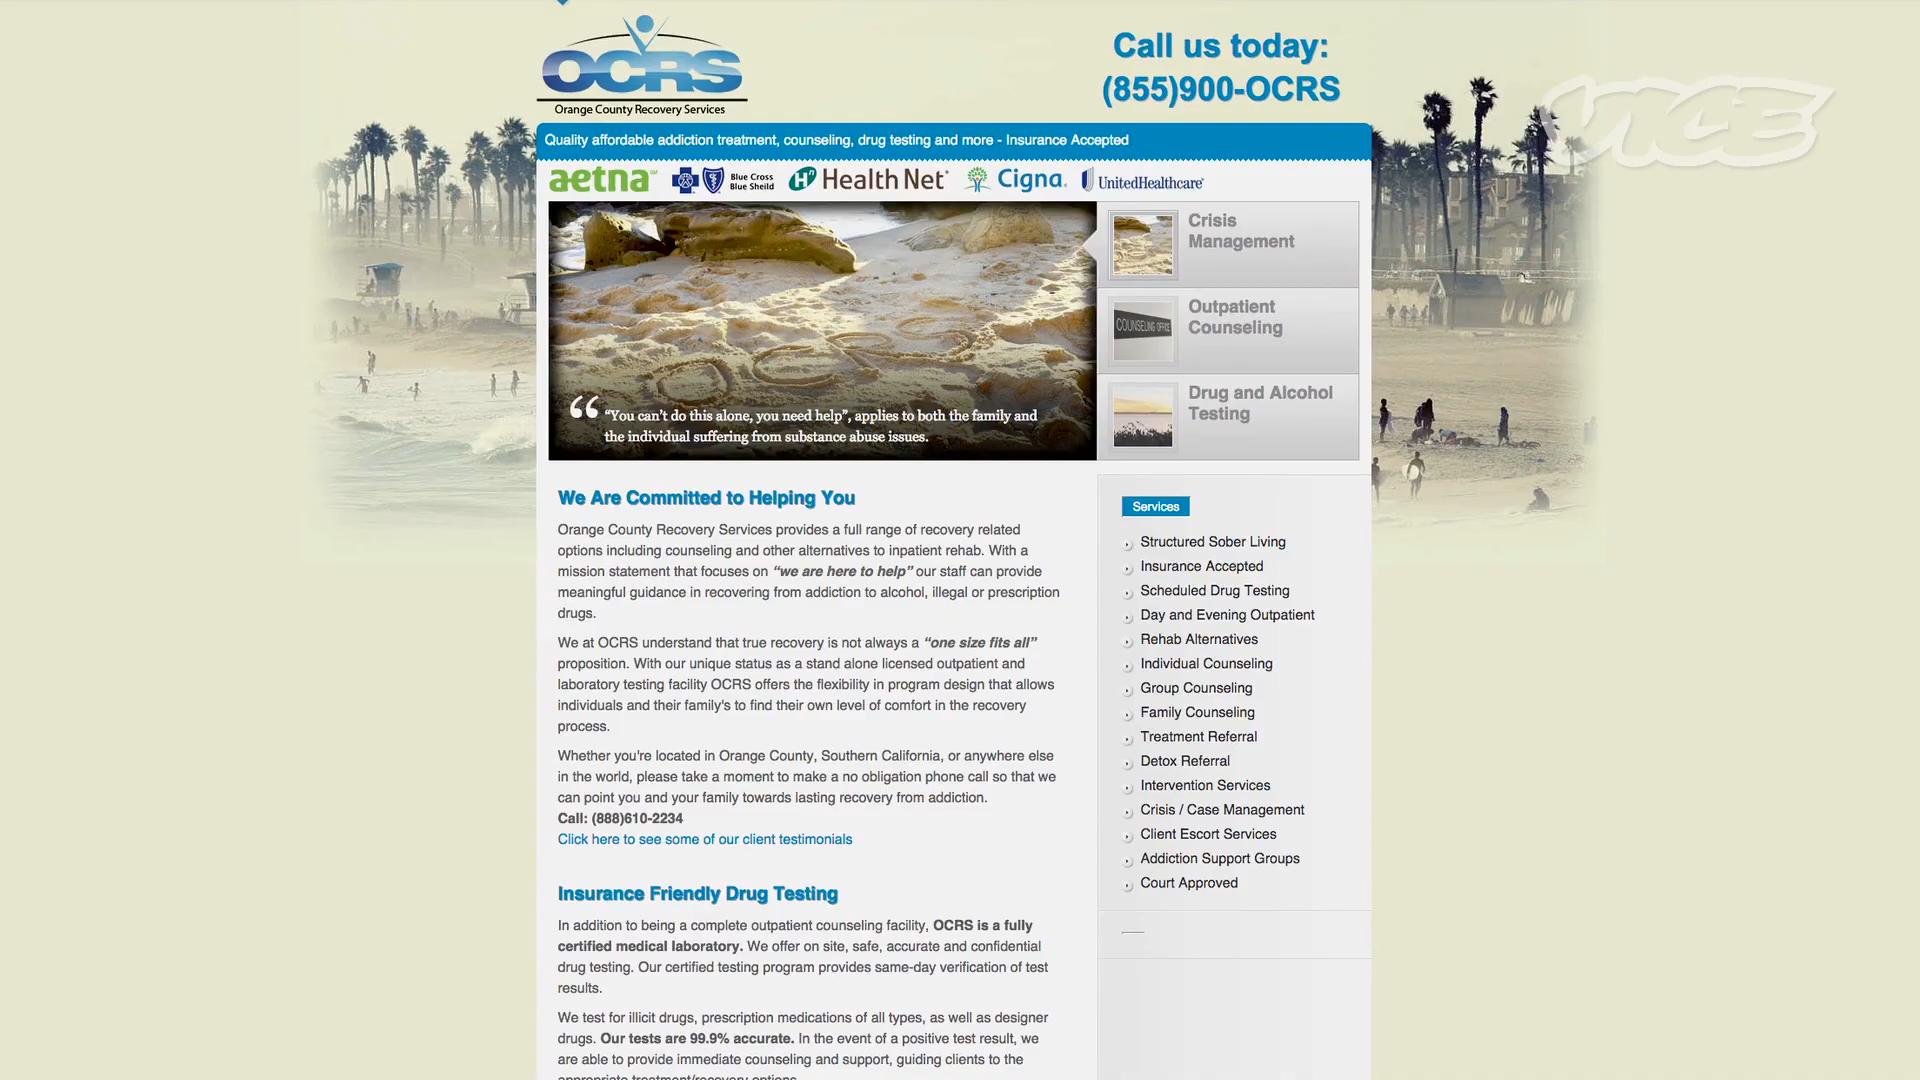 OCRS
Orange County Recovery Services
Call us today:
(855)900-OCRS
VICE
Quality affordable addiction treatment, counseling, drug testing and more - Insurance Accepted
aetna℠
Blue Cross
Blue Sheild
Health Net®
Cigna®
UnitedHealthcare®
OCRS
“ “You can’t do this alone, you need help”, applies to both the family and
the individual suffering from substance abuse issues.
Crisis
Management
COUNSELING OFFICE
Outpatient
Counseling
Drug and Alcohol
Testing
We Are Committed to Helping You
Orange County Recovery Services provides a full range of recovery related
options including counseling and other alternatives to inpatient rehab. With a
mission statement that focuses on “we are here to help” our staff can provide
meaningful guidance in recovering from addiction to alcohol, illegal or prescription
drugs.
We at OCRS understand that true recovery is not always a “one size fits all”
proposition. With our unique status as a stand alone licensed outpatient and
laboratory testing facility OCRS offers the flexibility in program design that allows
individuals and their family's to find their own level of comfort in the recovery
process.
Whether you're located in Orange County, Southern California, or anywhere else
in the world, please take a moment to make a no obligation phone call so that we
can point you and your family towards lasting recovery from addiction.
Call: (888)610-2234
Click here to see some of our client testimonials
Insurance Friendly Drug Testing
In addition to being a complete outpatient counseling facility, OCRS is a fully
certified medical laboratory. We offer on site, safe, accurate and confidential
drug testing. Our certified testing program provides same-day verification of test
results.
We test for illicit drugs, prescription medications of all types, as well as designer
drugs. Our tests are 99.9% accurate. In the event of a positive test result, we
are able to provide immediate counseling and support, guiding clients to the
appropriate treatment/recovery options.
Services
Structured Sober Living
Insurance Accepted
Scheduled Drug Testing
Day and Evening Outpatient
Rehab Alternatives
Individual Counseling
Group Counseling
Family Counseling
Treatment Referral
Detox Referral
Intervention Services
Crisis / Case Management
Client Escort Services
Addiction Support Groups
Court Approved